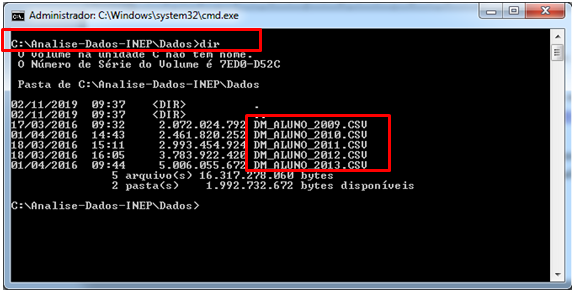 Administrador: C:\Windows\system32\cmd.exe
C:\Analise-Dados-INEP\Dados>dir
O volume na unidade C não tem nome.
O Número de Série do Volume é 7ED0-D52C
Pasta de C:\Analise-Dados-INEP\Dados
02/11/2019 09:37 <DIR> .
02/11/2019 09:37 <DIR> ..
17/03/2016 09:32 2.072.024.792 DM_ALUNO_2009.CSV
01/04/2016 14:43 2.461.820.252 DM_ALUNO_2010.CSV
18/03/2016 15:11 2.993.454.924 DM_ALUNO_2011.CSV
18/03/2016 16:05 3.783.922.420 DM_ALUNO_2012.CSV
01/04/2016 09:44 5.006.055.672 DM_ALUNO_2013.CSV
5 arquivo(s) 16.317.278.060 bytes
2 pasta(s) 1.992.732.672 bytes disponíveis
C:\Analise-Dados-INEP\Dados>